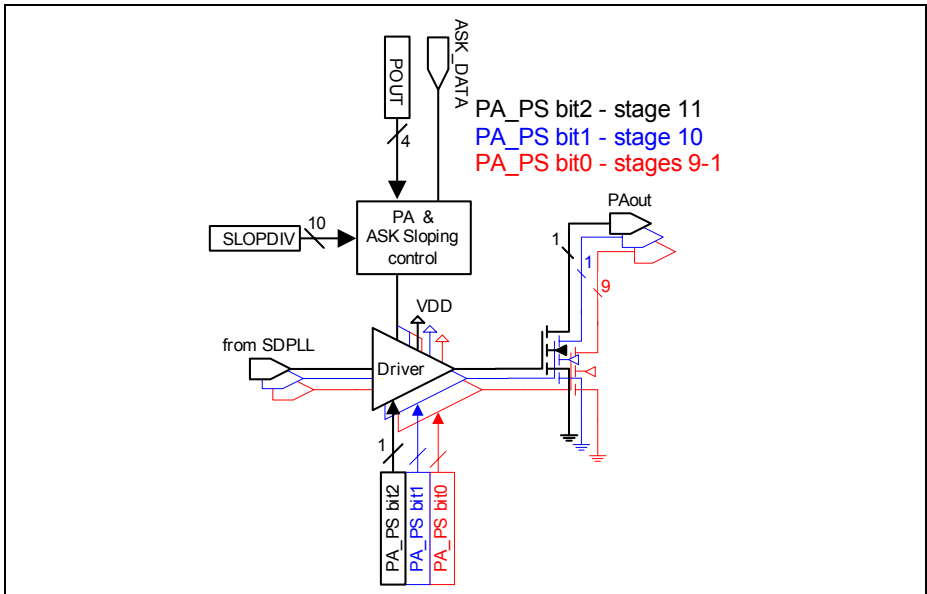 ASK_DATA
POUT
4
PA_PS bit2 - stage 11
PA_PS bit1 - stage 10
PA_PS bit0 - stages 9-1
PAout
SLOPDIV
10
PA &
ASK Sloping
control
1
1
9
VDD
from SDPLL
Driver
1
PA_PS bit2
PA_PS bit1
PA_PS bit0